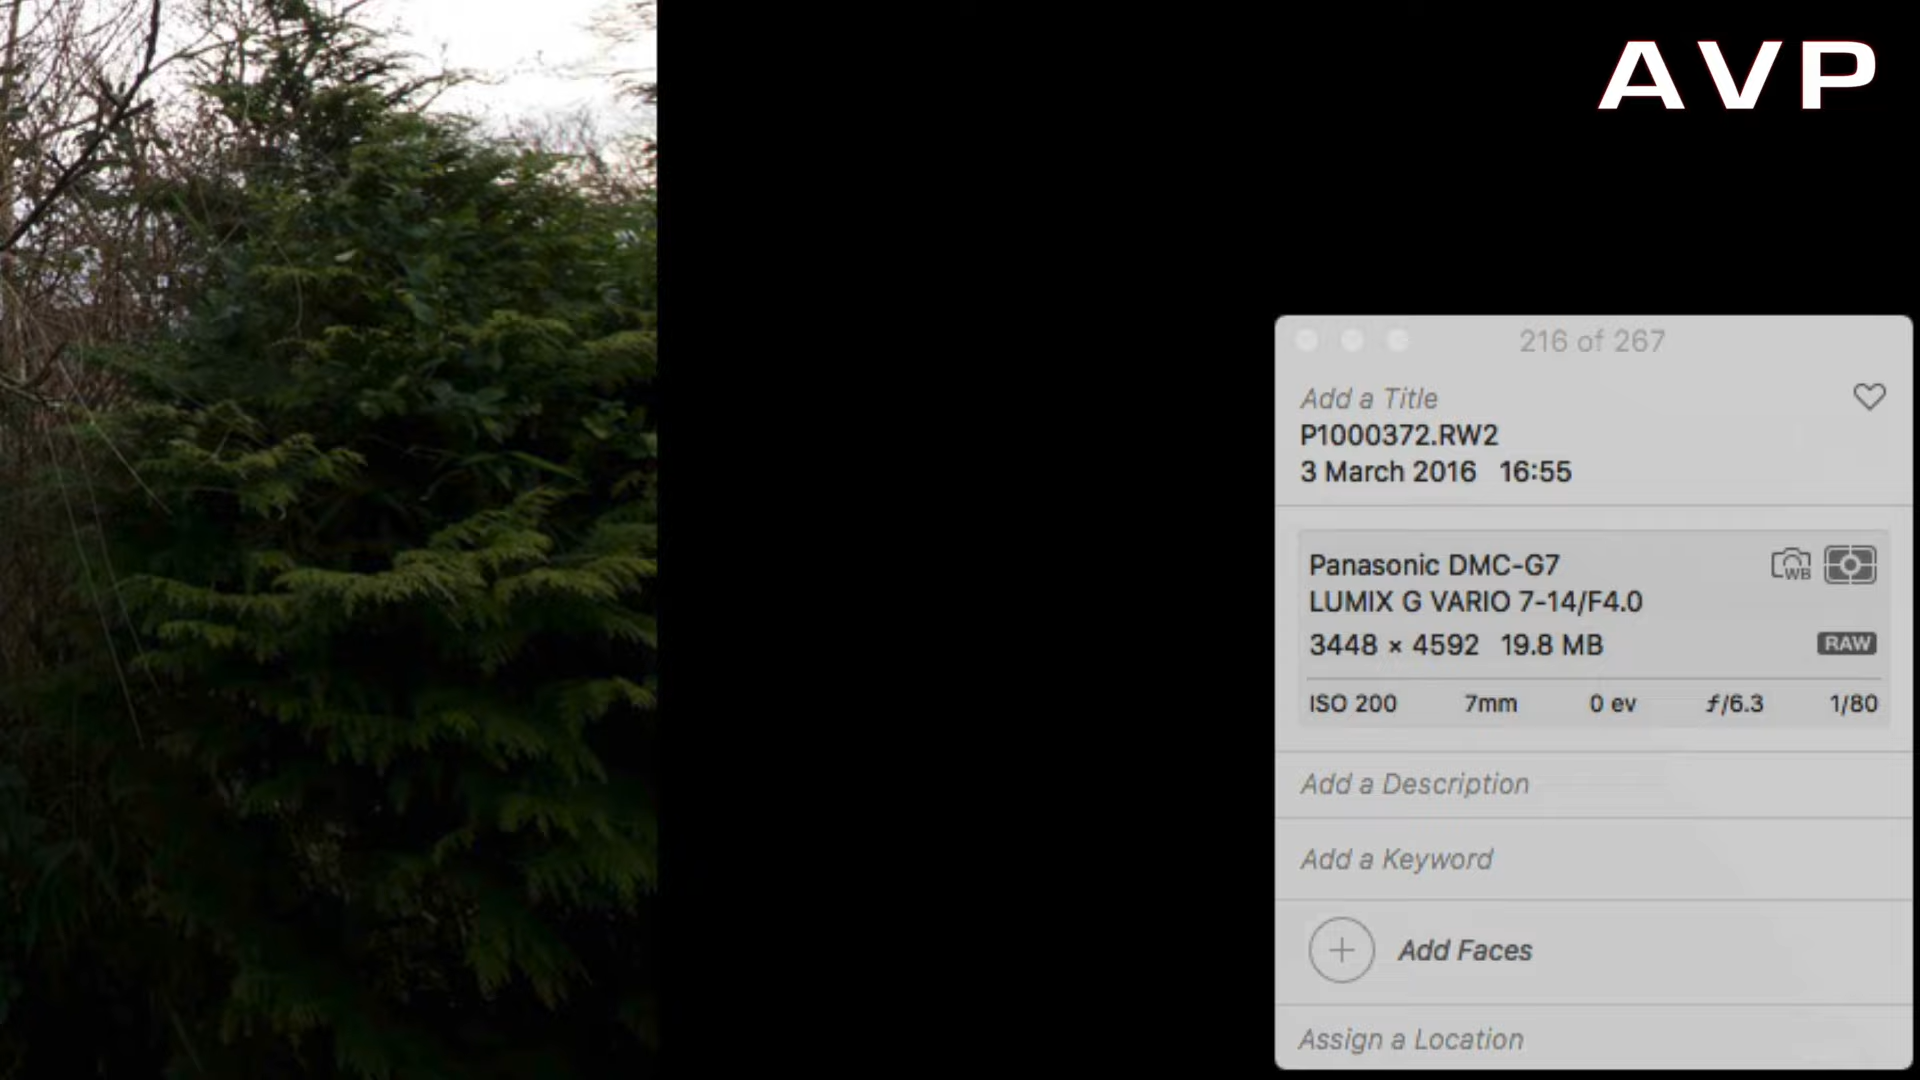 AVP
216 of 267
Add a Title
P1000372.RW2
3 March 2016 16:55
Panasonic DMC-G7
WB
LUMIX G VARIO 7-14/F4.0
3448 × 4592 19.8 MB
RAW
ISO 200 7mm 0 ev ƒ/6.3 1/80
Add a Description
Add a Keyword
Add Faces
Assign a Location